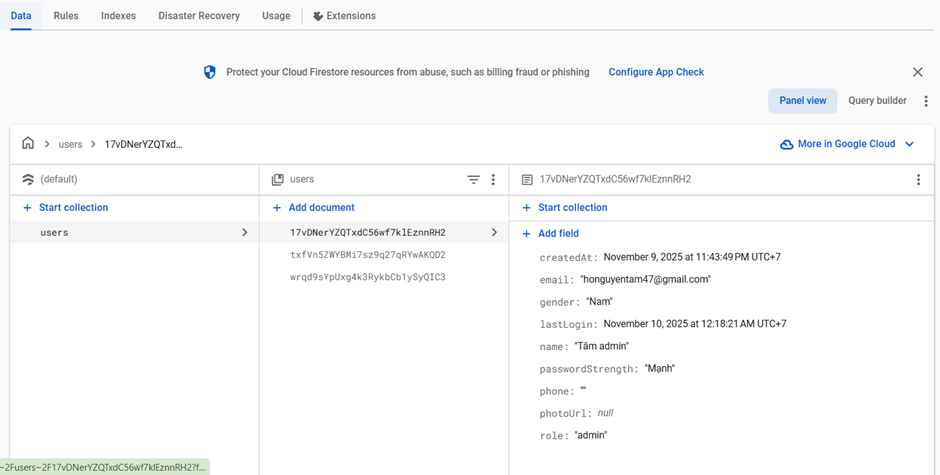 Data Rules Indexes Disaster Recovery Usage Extensions
Protect your Cloud Firestore resources from abuse, such as billing fraud or phishing Configure App Check
Panel view Query builder
users 17vDNerYZQTxd...
More in Google Cloud
(default)
Start collection
users
users
Add document
17vDNerYZQTxdC56wf7klEznnRH2
txfVn5ZWYBMi7sz9q27qRYwAKQD2
wrqd9sYpUxg4k3RykbCb1ySyQIC3
17vDNerYZQTxdC56wf7klEznnRH2
Start collection
Add field
createdAt: November 9, 2025 at 11:43:49 PM UTC+7
email: "honguyentam47@gmail.com"
gender: "Nam"
lastLogin: November 10, 2025 at 12:18:21 AM UTC+7
name: "Tâm admin"
passwordStrength: "Mạnh"
phone: ""
photoUrl: null
role: "admin"
~2Fusers~2F17vDNerYZQTxdC56wf7klEznnRH2?f...